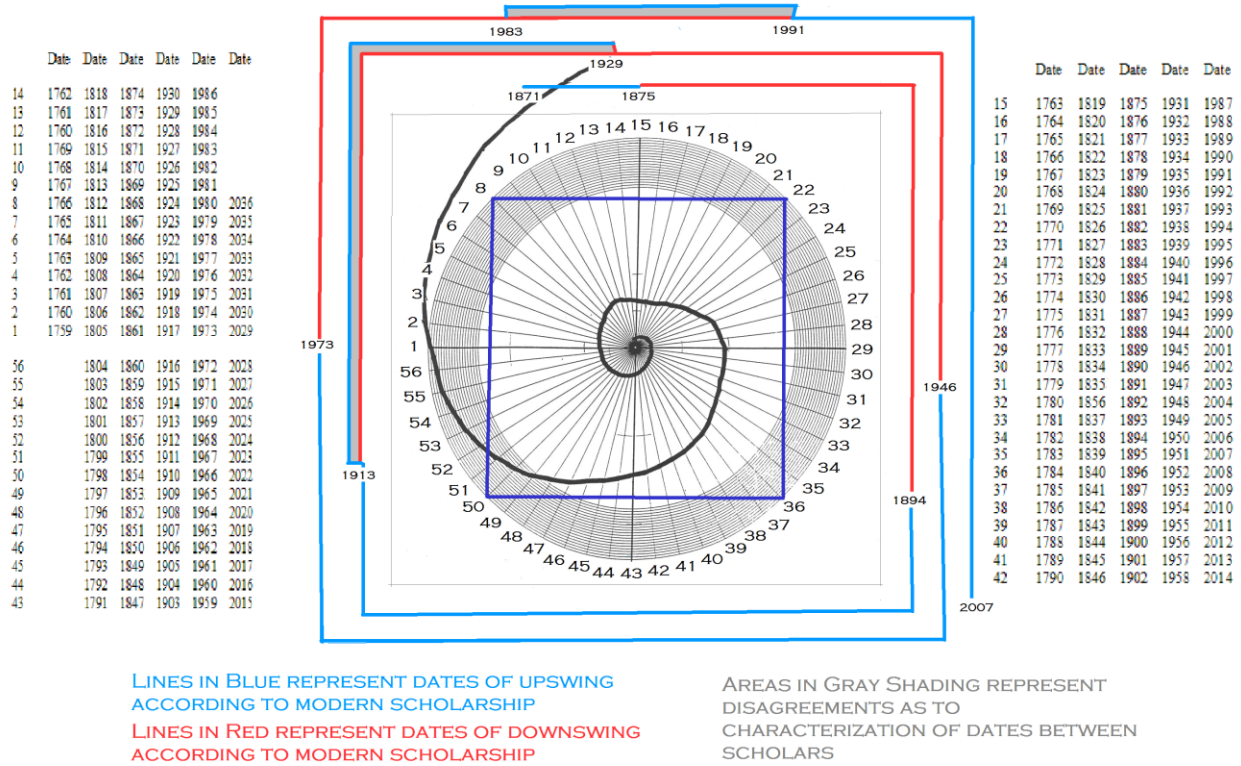 1983 1991
1929
1871 1875
1973
1946
1913
1894
2007
Date Date Date Date Date Date
14 1762 1818 1874 1930 1986
13 1761 1817 1873 1929 1985
12 1760 1816 1872 1928 1984
11 1769 1815 1871 1927 1983
10 1768 1814 1870 1926 1982
9 1767 1813 1869 1925 1981
8 1766 1812 1868 1924 1980 2036
7 1765 1811 1867 1923 1979 2035
6 1764 1810 1866 1922 1978 2034
5 1763 1809 1865 1921 1977 2033
4 1762 1808 1864 1920 1976 2032
3 1761 1807 1863 1919 1975 2031
2 1760 1806 1862 1918 1974 2030
1 1759 1805 1861 1917 1973 2029
56 1804 1860 1916 1972 2028
55 1803 1859 1915 1971 2027
54 1802 1858 1914 1970 2026
53 1801 1857 1913 1969 2025
52 1800 1856 1912 1968 2024
51 1799 1855 1911 1967 2023
50 1798 1854 1910 1966 2022
49 1797 1853 1909 1965 2021
48 1796 1852 1908 1964 2020
47 1795 1851 1907 1963 2019
46 1794 1850 1906 1962 2018
45 1793 1849 1905 1961 2017
44 1792 1848 1904 1960 2016
43 1791 1847 1903 1959 2015
1
2
3
4
5
6
7
8
9
10
11
12
13
14
15
16
17
18
19
20
21
22
23
24
25
26
27
28
29
30
31
32
33
34
35
36
37
38
39
40
41
42
43
44
45
46
47
48
49
50
51
52
53
54
55
56
Date Date Date Date Date
15 1763 1819 1875 1931 1987
16 1764 1820 1876 1932 1988
17 1765 1821 1877 1933 1989
18 1766 1822 1878 1934 1990
19 1767 1823 1879 1935 1991
20 1768 1824 1880 1936 1992
21 1769 1825 1881 1937 1993
22 1770 1826 1882 1938 1994
23 1771 1827 1883 1939 1995
24 1772 1828 1884 1940 1996
25 1773 1829 1885 1941 1997
26 1774 1830 1886 1942 1998
27 1775 1831 1887 1943 1999
28 1776 1832 1888 1944 2000
29 1777 1833 1889 1945 2001
30 1778 1834 1890 1946 2002
31 1779 1835 1891 1947 2003
32 1780 1856 1892 1948 2004
33 1781 1837 1893 1949 2005
34 1782 1838 1894 1950 2006
35 1783 1839 1895 1951 2007
36 1784 1840 1896 1952 2008
37 1785 1841 1897 1953 2009
38 1786 1842 1898 1954 2010
39 1787 1843 1899 1955 2011
40 1788 1844 1900 1956 2012
41 1789 1845 1901 1957 2013
42 1790 1846 1902 1958 2014
Lines in Blue represent dates of upswing
according to modern scholarship
Lines in Red represent dates of downswing
according to modern scholarship
Areas in Gray Shading represent
disagreements as to
characterization of dates between
scholars